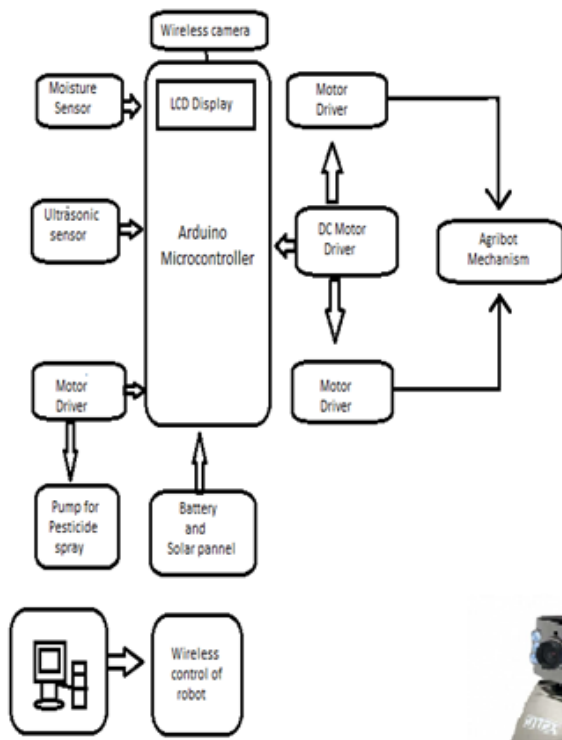 Wireless camera
Moisture
Sensor
LCD Display
Motor
Driver
Ultrasonic
sensor
Arduino
Microcontroller
DC Motor
Driver
Agribot
Mechanism
Motor
Driver
Motor
Driver
Pump for
Pesticide
spray
Battery
and
Solar pannel
Wireless
control of
robot